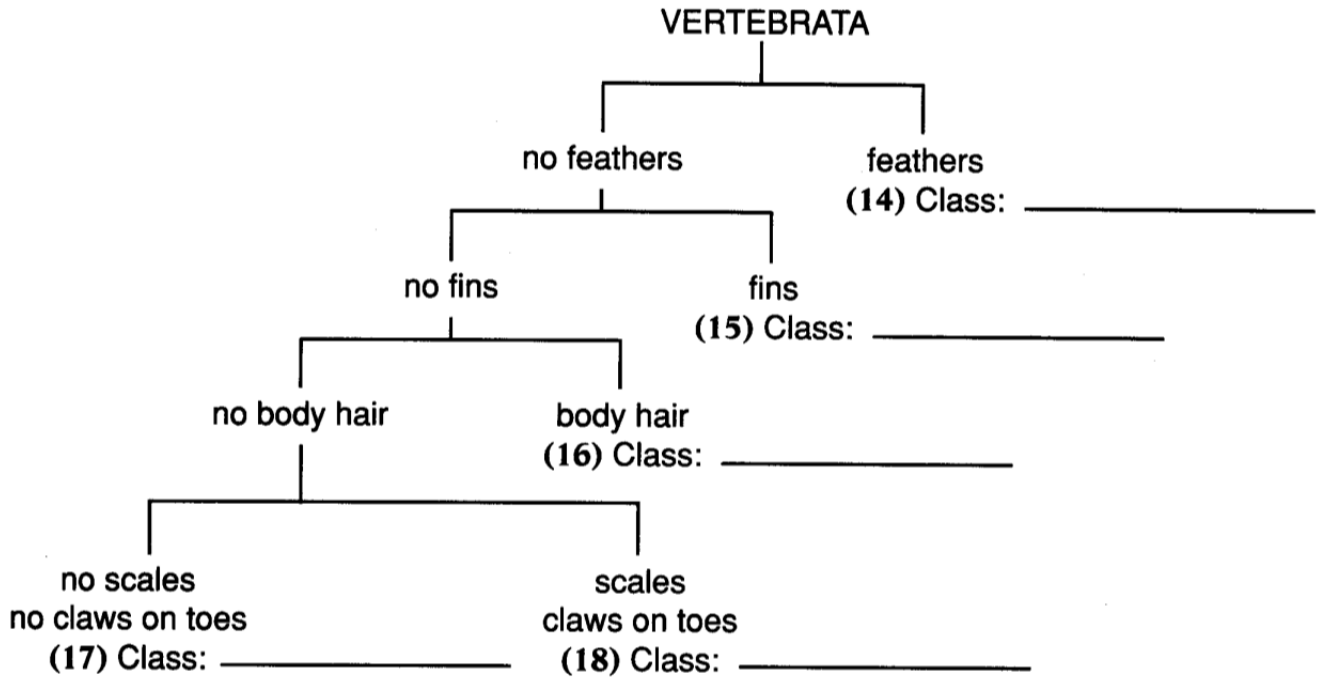 VERTEBRATA
no feathers
feathers
(14) Class:
no fins
fins
(15) Class:
no body hair
body hair
(16) Class:
no scales
no claws on toes
(17) Class:
scales
claws on toes
(18) Class: